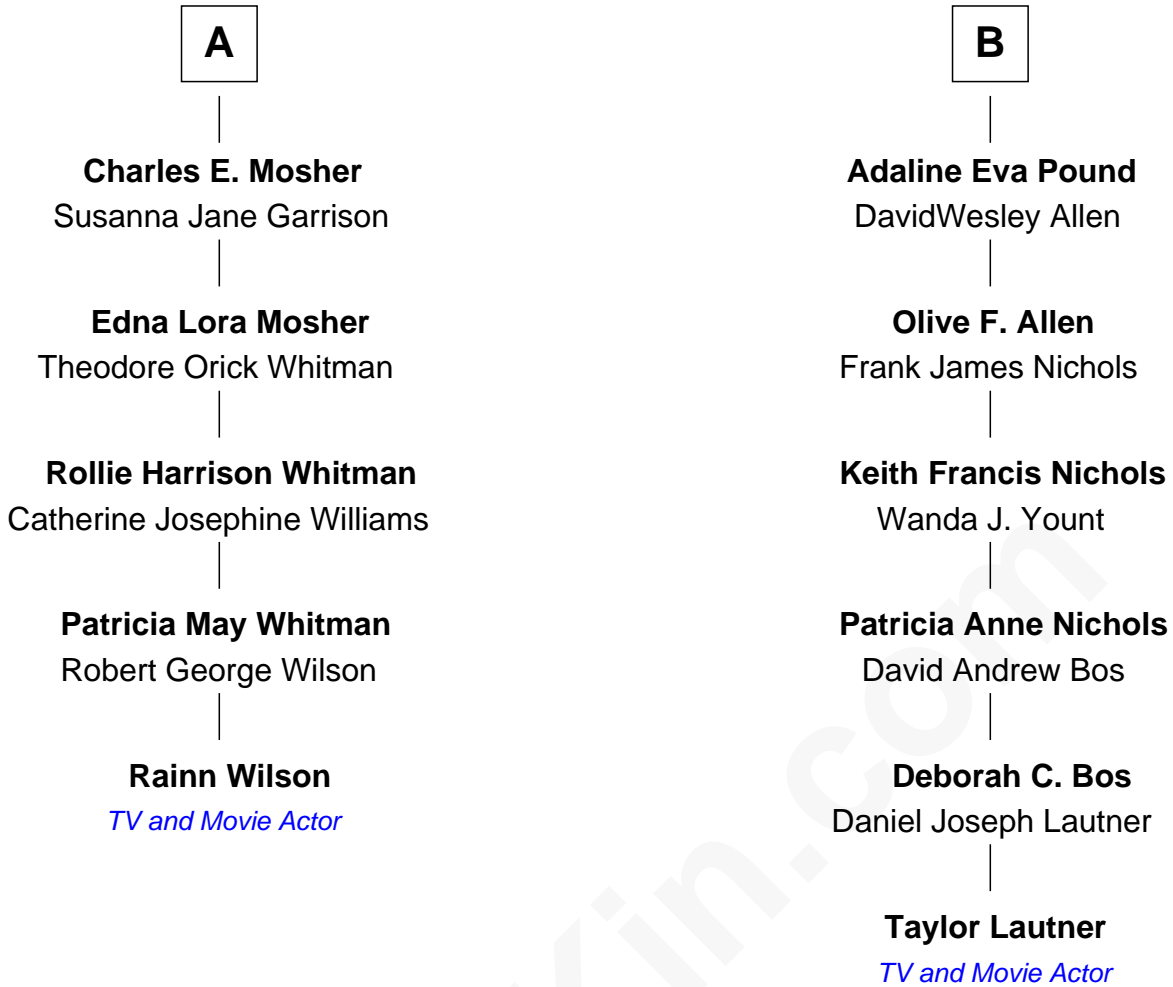 A
Charles E. Mosher
Susanna Jane Garrison
Edna Lora Mosher
Theodore Orick Whitman
Rollie Harrison Whitman
Catherine Josephine Williams
Patricia May Whitman
Robert George Wilson
Rainn Wilson
TV and Movie Actor
B
Adaline Eva Pound
DavidWesley Allen
Olive F. Allen
Frank James Nichols
Keith Francis Nichols
Wanda J. Yount
Patricia Anne Nichols
David Andrew Bos
Deborah C. Bos
Daniel Joseph Lautner
Taylor Lautner
TV and Movie Actor
Kin.com